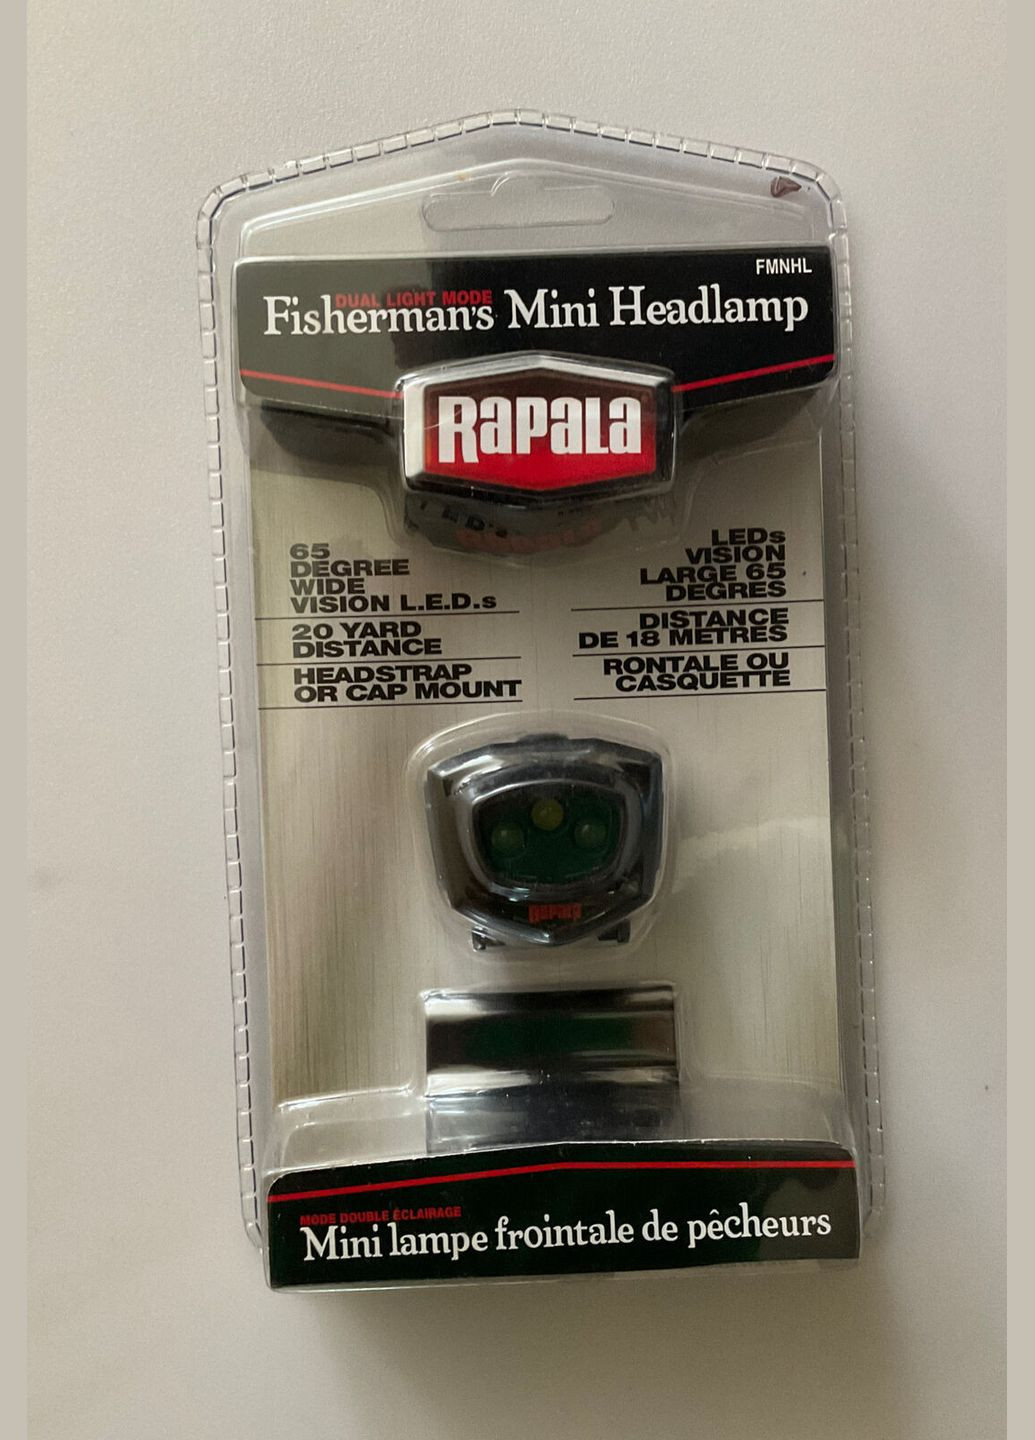 FMNHL
DUAL LIGHT MODE
Fisherman's Mini Headlamp
RAPALA
65
DEGREE
WIDE
VISION L.E.D.s
20 YARD
DISTANCE
HEADSTRAP
OR CAP MOUNT
LEDs
VISION
LARGE 65
DEGRES
DISTANCE
DE 18 METRES
RONTALE OU
CASQUETTE
RAPALA
MODE DOUBLE ÉCLAIRAGE
Mini lampe frointale de pêcheurs